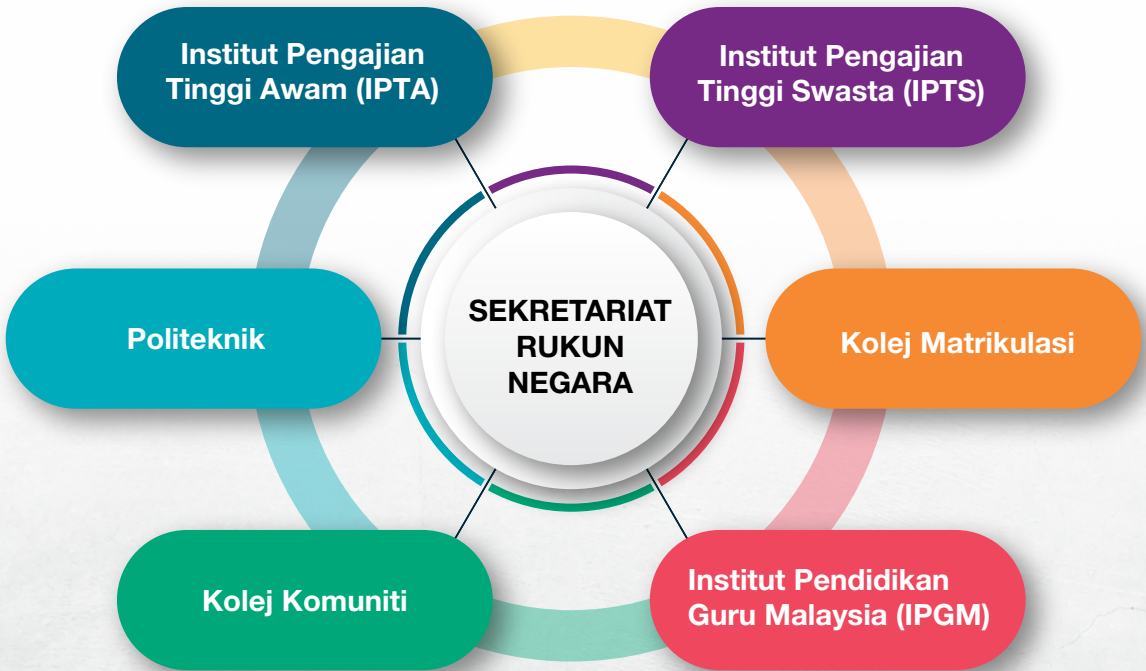 Institut Pengajian
Tinggi Awam (IPTA)
Institut Pengajian
Tinggi Swasta (IPTS)
Politeknik
SEKRETARIAT
RUKUN
NEGARA
Kolej Matrikulasi
Kolej Komuniti
Institut Pendidikan
Guru Malaysia (IPGM)